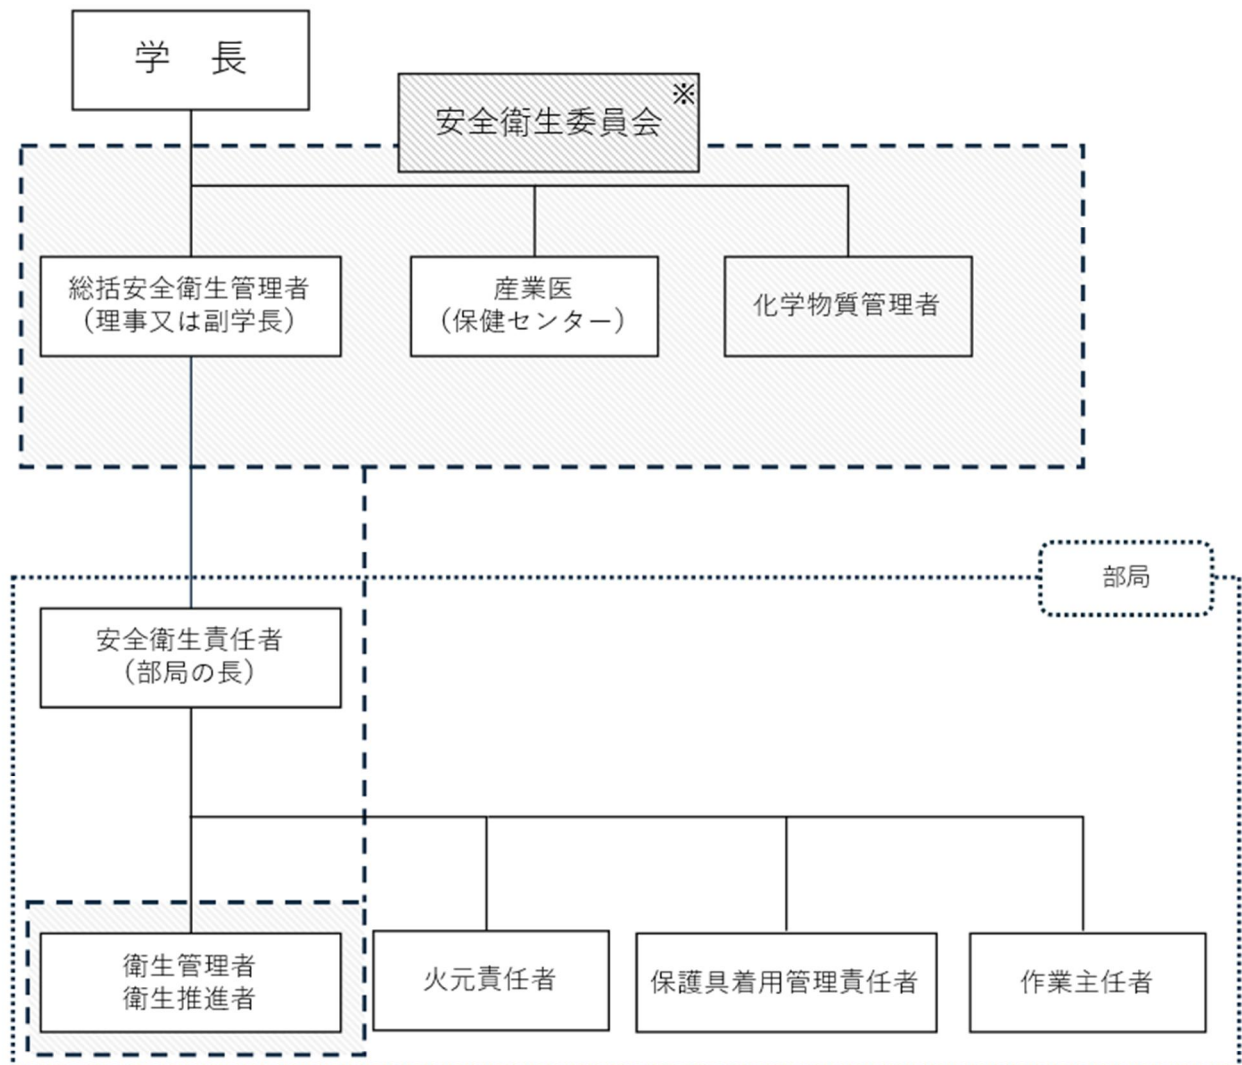 学　長
※
安全衛生委員会
総括安全衛生管理者
（理事又は副学長）
産業医
（保健センター）
化学物質管理者
部局
安全衛生責任者
（部局の長）
衛生管理者
衛生推進者
火元責任者
保護具着用管理責任者
作業主任者